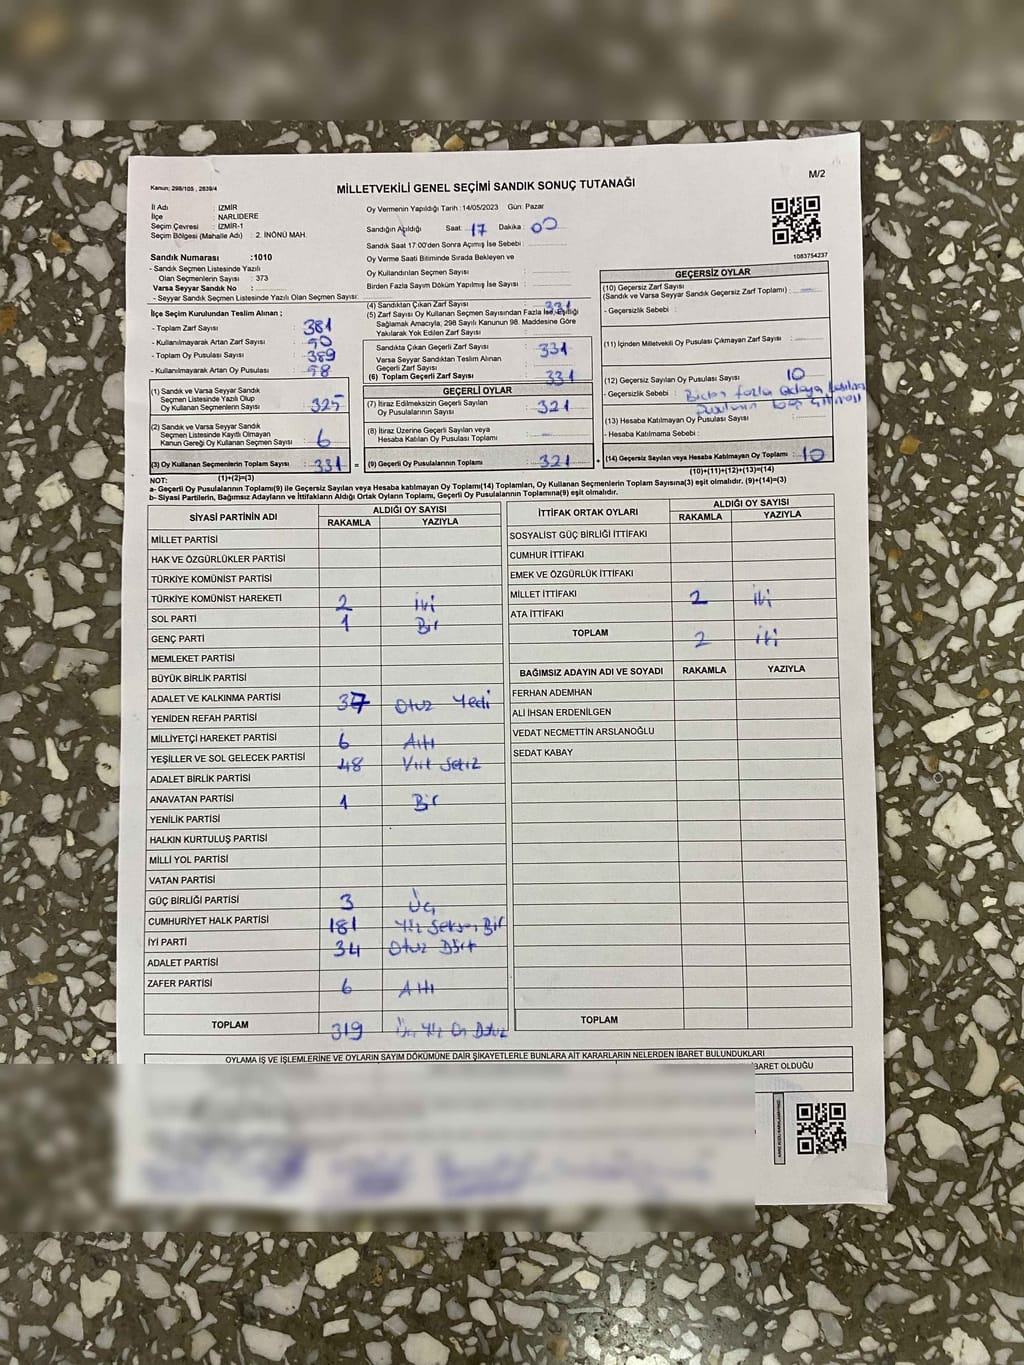 M/2
Kanun; 298/105 , 2839/4
MİLLETVEKİLİ GENEL SEÇİMİ SANDIK SONUÇ TUTANAĞI
İl Adı : İZMİR
İlçe : NARLIDERE
Seçim Çevresi : İZMİR-1
Seçim Bölgesi (Mahalle Adı) : 2. İNÖNÜ MAH.
Oy Vermenin Yapıldığı Tarih :14/05/2023 Gün: Pazar
Sandığın Açıldığı Saat : 17 Dakika : 00
Sandık Saat 17:00'den Sonra Açımış İse Sebebi :
Oy Verme Saati Bitiminde Sırada Bekleyen ve
Oy Kullandırılan Seçmen Sayısı :
Birden Fazla Sayım Döküm Yapılmış İse Sayısı :
1083754237
Sandık Numarası :1010
- Sandık Seçmen Listesinde Yazılı
Olan Seçmenlerin Sayısı : 373
Varsa Seyyar Sandık No :
- Seyyar Sandık Seçmen Listesinde Yazılı Olan Seçmen Sayısı:
İlçe Seçim Kurulundan Teslim Alınan ;
- Toplam Zarf Sayısı : 381
- Kullanılmayarak Artan Zarf Sayısı : 50
- Toplam Oy Pusulası Sayısı : 389
- Kullanılmayarak Artan Oy Pusulası : 58
(1) Sandık ve Varsa Seyyar Sandık
Seçmen Listesinde Yazılı Olup
Oy Kullanan Seçmenlerin Sayısı : 325
(2) Sandık ve Varsa Seyyar Sandık
Seçmen Listesinde Kayıtlı Olmayan
Kanun Gereği Oy Kullanan Seçmen Sayısı : 6
(3) Oy Kullanan Seçmenlerin Toplam Sayısı : 331
(1)+(2)=(3)
(4) Sandıktan Çıkan Zarf Sayısı : 331
(5) Zarf Sayısı Oy Kullanan Seçmen Sayısından Fazla İse, Eşitliği
Sağlamak Amacıyla, 298 Sayılı Kanunun 98. Maddesine Göre
Yakılarak Yok Edilen Zarf Sayısı :
Sandıkta Çıkan Geçerli Zarf Sayısı : 331
Varsa Seyyar Sandıktan Teslim Alınan
Geçerli Zarf Sayısı :
(6) Toplam Geçerli Zarf Sayısı : 331
GEÇERLİ OYLAR
(7) İtiraz Edilmeksizin Geçerli Sayılan
Oy Pusulalarının Sayısı : 321
(8) İtiraz Üzerine Geçerli Sayılan veya
Hesaba Katılan Oy Pusulası Toplamı : —
= (9) Geçerli Oy Pusulalarının Toplamı : 321
GEÇERSİZ OYLAR
(10) Geçersiz Zarf Sayısı
(Sandık ve Varsa Seyyar Sandık Geçersiz Zarf Toplamı) : —
- Geçersizlik Sebebi :
(11) İçinden Milletvekili Oy Pusulası Çıkmayan Zarf Sayısı :
(12) Geçersiz Sayılan Oy Pusulası Sayısı : 10
- Geçersizlik Sebebi : Birden fazla
(13) Hesaba Katılmayan Oy Pusulası Sayısı :
- Hesaba Katılmama Sebebi :
+ (14) Geçersiz Sayılan veya Hesaba Katılmayan Oy Toplamı : 10
(10)+(11)+(12)+(13)=(14)
NOT:
a- Geçerli Oy Pusulalarının Toplamı(9) ile Geçersiz Sayılan veya Hesaba katılmayan Oy Toplamı(14) Toplamları, Oy Kullanan Seçmenlerin Toplam Sayısına(3) eşit olmalıdır. (9)+(14)=(3)
b- Siyasi Partilerin, Bağımsız Adayların ve İttifakların Aldığı Ortak Oyların Toplamı, Geçerli Oy Pusulalarının Toplamına(9) eşit olmalıdır.
SİYASİ PARTİNİN ADI ALDIĞI OY SAYISI
RAKAMLA YAZIYLA
MİLLET PARTİSİ
HAK VE ÖZGÜRLÜKLER PARTİSİ
TÜRKİYE KOMÜNİST PARTİSİ
TÜRKİYE KOMÜNİST HAREKETİ 2 iki
SOL PARTİ 1 Bir
GENÇ PARTİ
MEMLEKET PARTİSİ
BÜYÜK BİRLİK PARTİSİ
ADALET VE KALKINMA PARTİSİ 37 Otuz Yedi
YENİDEN REFAH PARTİSİ
MİLLİYETÇİ HAREKET PARTİSİ 6 Altı
YEŞİLLER VE SOL GELECEK PARTİSİ 48 Kırk Sekiz
ADALET BİRLİK PARTİSİ
ANAVATAN PARTİSİ 1 Bir
YENİLİK PARTİSİ
HALKIN KURTULUŞ PARTİSİ
MİLLİ YOL PARTİSİ
VATAN PARTİSİ
GÜÇ BİRLİĞİ PARTİSİ 3 Üç
CUMHURİYET HALK PARTİSİ 181 Yüz Seksen Bir
İYİ PARTİ 34 Otuz Dört
ADALET PARTİSİ
ZAFER PARTİSİ 6 Altı
TOPLAM 319 Üç Yüz On Dokuz
İTTİFAK ORTAK OYLARI ALDIĞI OY SAYISI
RAKAMLA YAZIYLA
SOSYALİST GÜÇ BİRLİĞİ İTTİFAKI
CUMHUR İTTİFAKI
EMEK VE ÖZGÜRLÜK İTTİFAKI
MİLLET İTTİFAKI 2 iki
ATA İTTİFAKI
TOPLAM 2 iki
BAĞIMSIZ ADAYIN ADI VE SOYADI RAKAMLA YAZIYLA
FERHAN ADEMHAN
ALİ İHSAN ERDENİLGEN
VEDAT NECMETTİN ARSLANOĞLU
SEDAT KABAY
TOPLAM
OYLAMA İŞ VE İŞLEMLERİNE VE OYLARIN SAYIM DÖKÜMÜNE DAİR ŞİKAYETLERLE BUNLARA AİT KARARLARIN NELERDEN İBARET BULUNDUKLARI
İBARET OLDUĞU